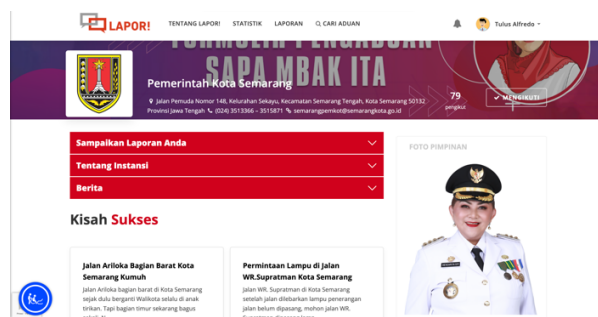 LAPOR!
TENTANG LAPOR!
STATISTIK
LAPORAN
CARI ADUAN
Tulus Alfredo
FORMULIR PENGADUAN
SAPA MBAK ITA
Pemerintah Kota Semarang
Jalan Pemuda Nomor 148, Kelurahan Sekayu, Kecamatan Semarang Tengah, Kota Semarang 50132
Provinsi Jawa Tengah (024) 3513366 – 3515871 semarangpemkot@semarangkota.go.id
79
pengikut
MENGIKUTI
Sampaikan Laporan Anda
Tentang Instansi
Berita
FOTO PIMPINAN
Kisah Sukses
Jalan Ariloka Bagian Barat Kota
Semarang Kumuh
Jalan Ariloka bagian barat di Kota Semarang
sejak dulu berganti Walikota selalu di anak
tirikan. Tapi bagian timur sekarang bagus
Permintaan Lampu di Jalan
WR.Supratman Kota Semarang
Jalan WR. Supratman di Kota Semarang
setelah jalan dilebarkan lampu penerangan
jalan belum dipasang, mohon jalan WR.